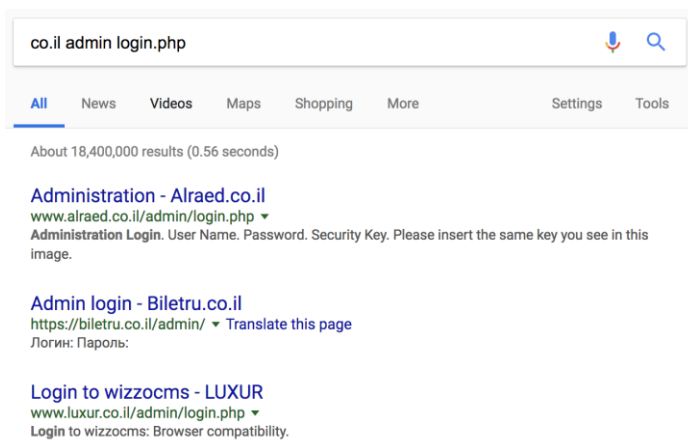 co.il admin login.php
All News Videos Maps Shopping More Settings Tools
About 18,400,000 results (0.56 seconds)
Administration - Alraed.co.il
www.alraed.co.il/admin/login.php
Administration Login. User Name. Password. Security Key. Please insert the same key you see in this
image.
Admin login - Biletru.co.il
https://biletru.co.il/admin/ Translate this page
Логин: Пароль:
Login to wizzocms - LUXUR
www.luxur.co.il/admin/login.php
Login to wizzocms: Browser compatibility.